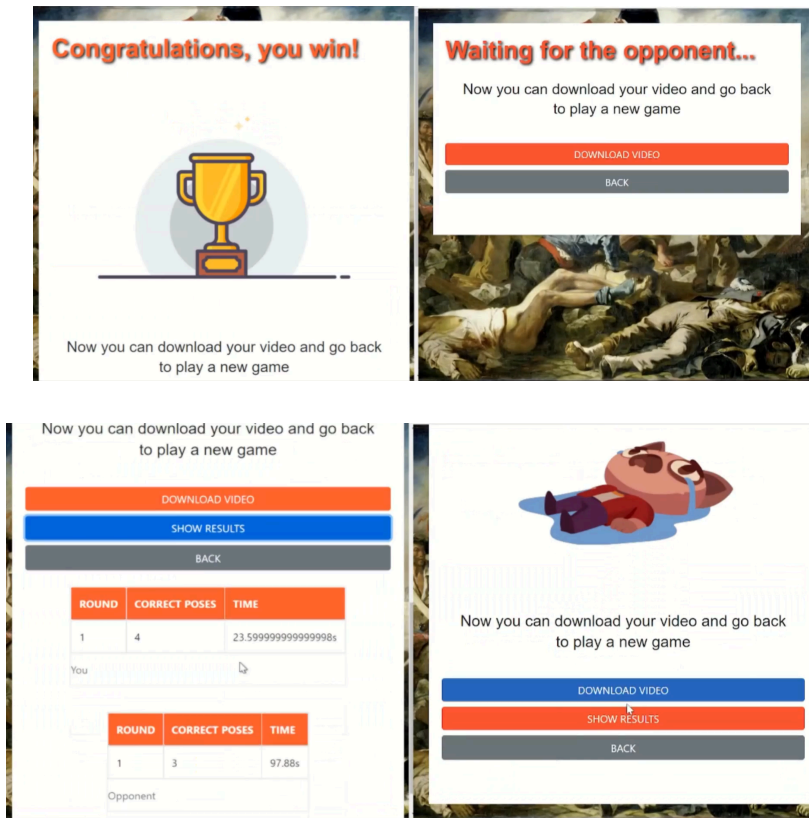 Congratulations, you win!
Now you can download your video and go back
to play a new game
Waiting for the opponent...
Now you can download your video and go back
to play a new game
DOWNLOAD VIDEO
BACK
Now you can download your video and go back
to play a new game
DOWNLOAD VIDEO
SHOW RESULTS
BACK
ROUND CORRECT POSES TIME
1 4 23.599999999999998s
You
ROUND CORRECT POSES TIME
1 3 97.88s
Opponent
Now you can download your video and go back
to play a new game
DOWNLOAD VIDEO
SHOW RESULTS
BACK